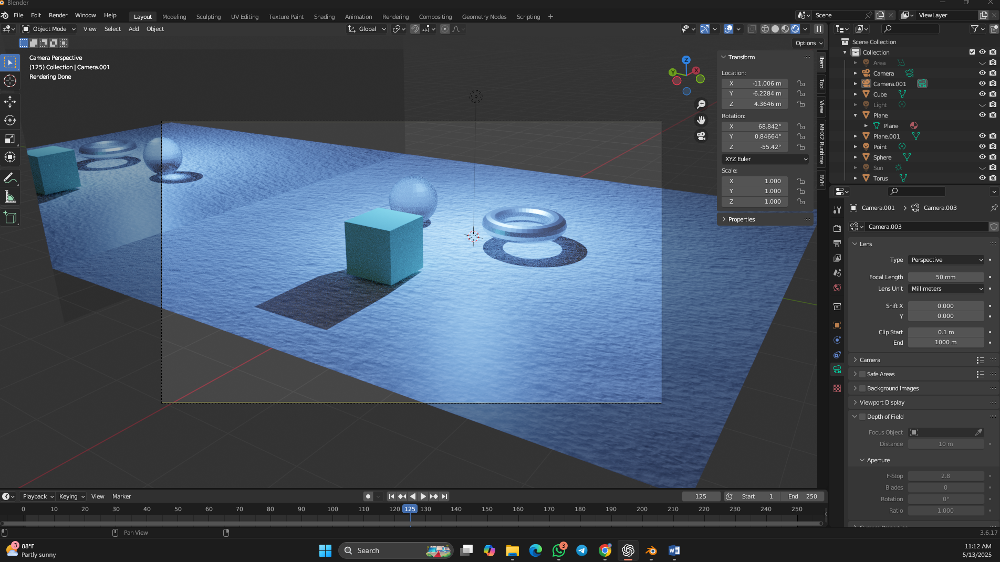 Blender
File Edit Render Window Help Layout Modeling Sculpting UV Editing Texture Paint Shading Animation Rendering Compositing Geometry Nodes Scripting + Scene ViewLayer
Object Mode View Select Add Object Global
Options
Camera Perspective
(125) Collection | Camera.001
Rendering Done
Z
Y
X
Transform
Location:
X -11.006 m
Y -6.2284 m
Z 4.3646 m
Rotation:
X 68.842°
Y 0.84664°
Z -55.42°
XYZ Euler
Scale:
X 1.000
Y 1.000
Z 1.000
Properties
Item
Tool
View
MHX2 Runtime
BVH
Scene Collection
Collection
Area
Camera
Camera.001
Cube
Light
Plane
Plane
Plane.001
Point
Sphere
Sun
Torus
Camera.001 Camera.003
Camera.003
Lens
Type Perspective
Focal Length 50 mm
Lens Unit Millimeters
Shift X 0.000
Y 0.000
Clip Start 0.1 m
End 1000 m
Camera
Safe Areas
Background Images
Viewport Display
Depth of Field
Focus Object
Distance 10 m
Aperture
F-Stop 2.8
Blades 0
Rotation 0°
Ratio 1.000
Custom Properties
Playback Keying View Marker 125 Start 1 End 250
0 10 20 30 40 50 60 70 80 90 100 110 120 125 130 140 150 160 170 180 190 200 210 220 230 240 250
Pan View 3.6.17
3
88°F
Partly sunny
Search
3
11:12 AM
5/13/2025